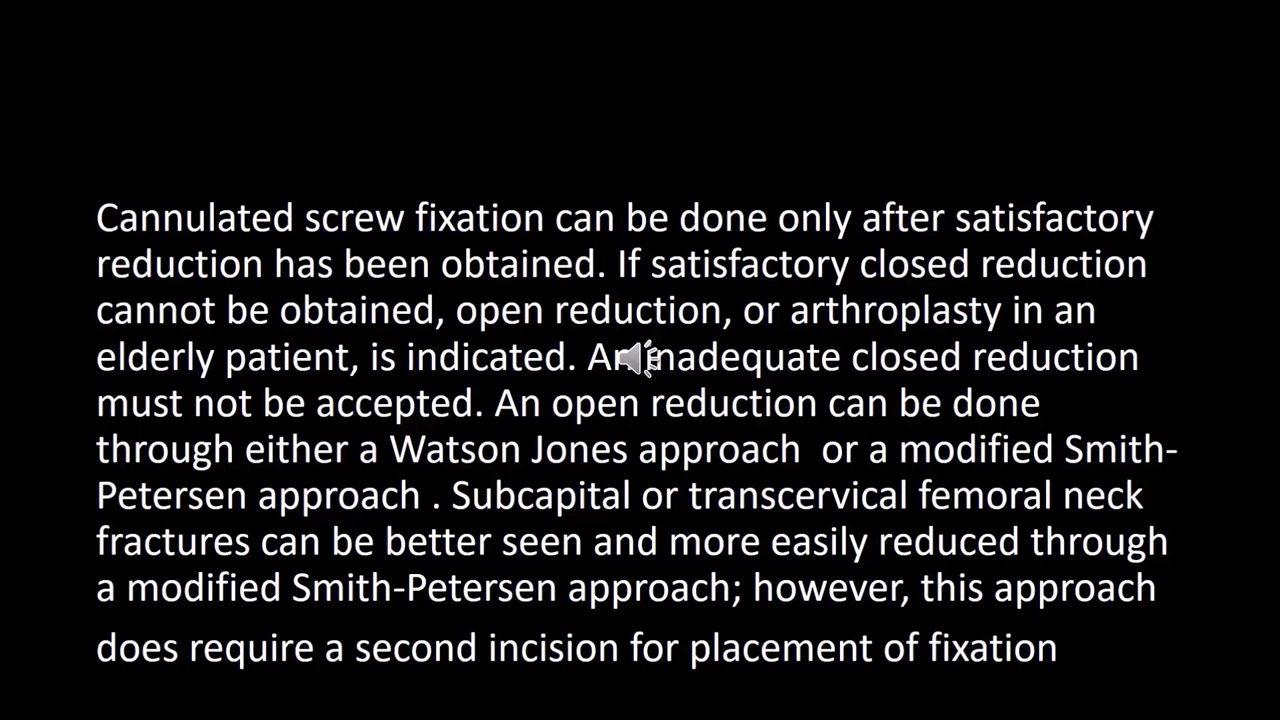 Cannulated screw fixation can be done only after satisfactory
reduction has been obtained. If satisfactory closed reduction
cannot be obtained, open reduction, or arthroplasty in an
elderly patient, is indicated. An inadequate closed reduction
must not be accepted. An open reduction can be done
through either a Watson Jones approach or a modified Smith-
Petersen approach . Subcapital or transcervical femoral neck
fractures can be better seen and more easily reduced through
a modified Smith-Petersen approach; however, this approach
does require a second incision for placement of fixation